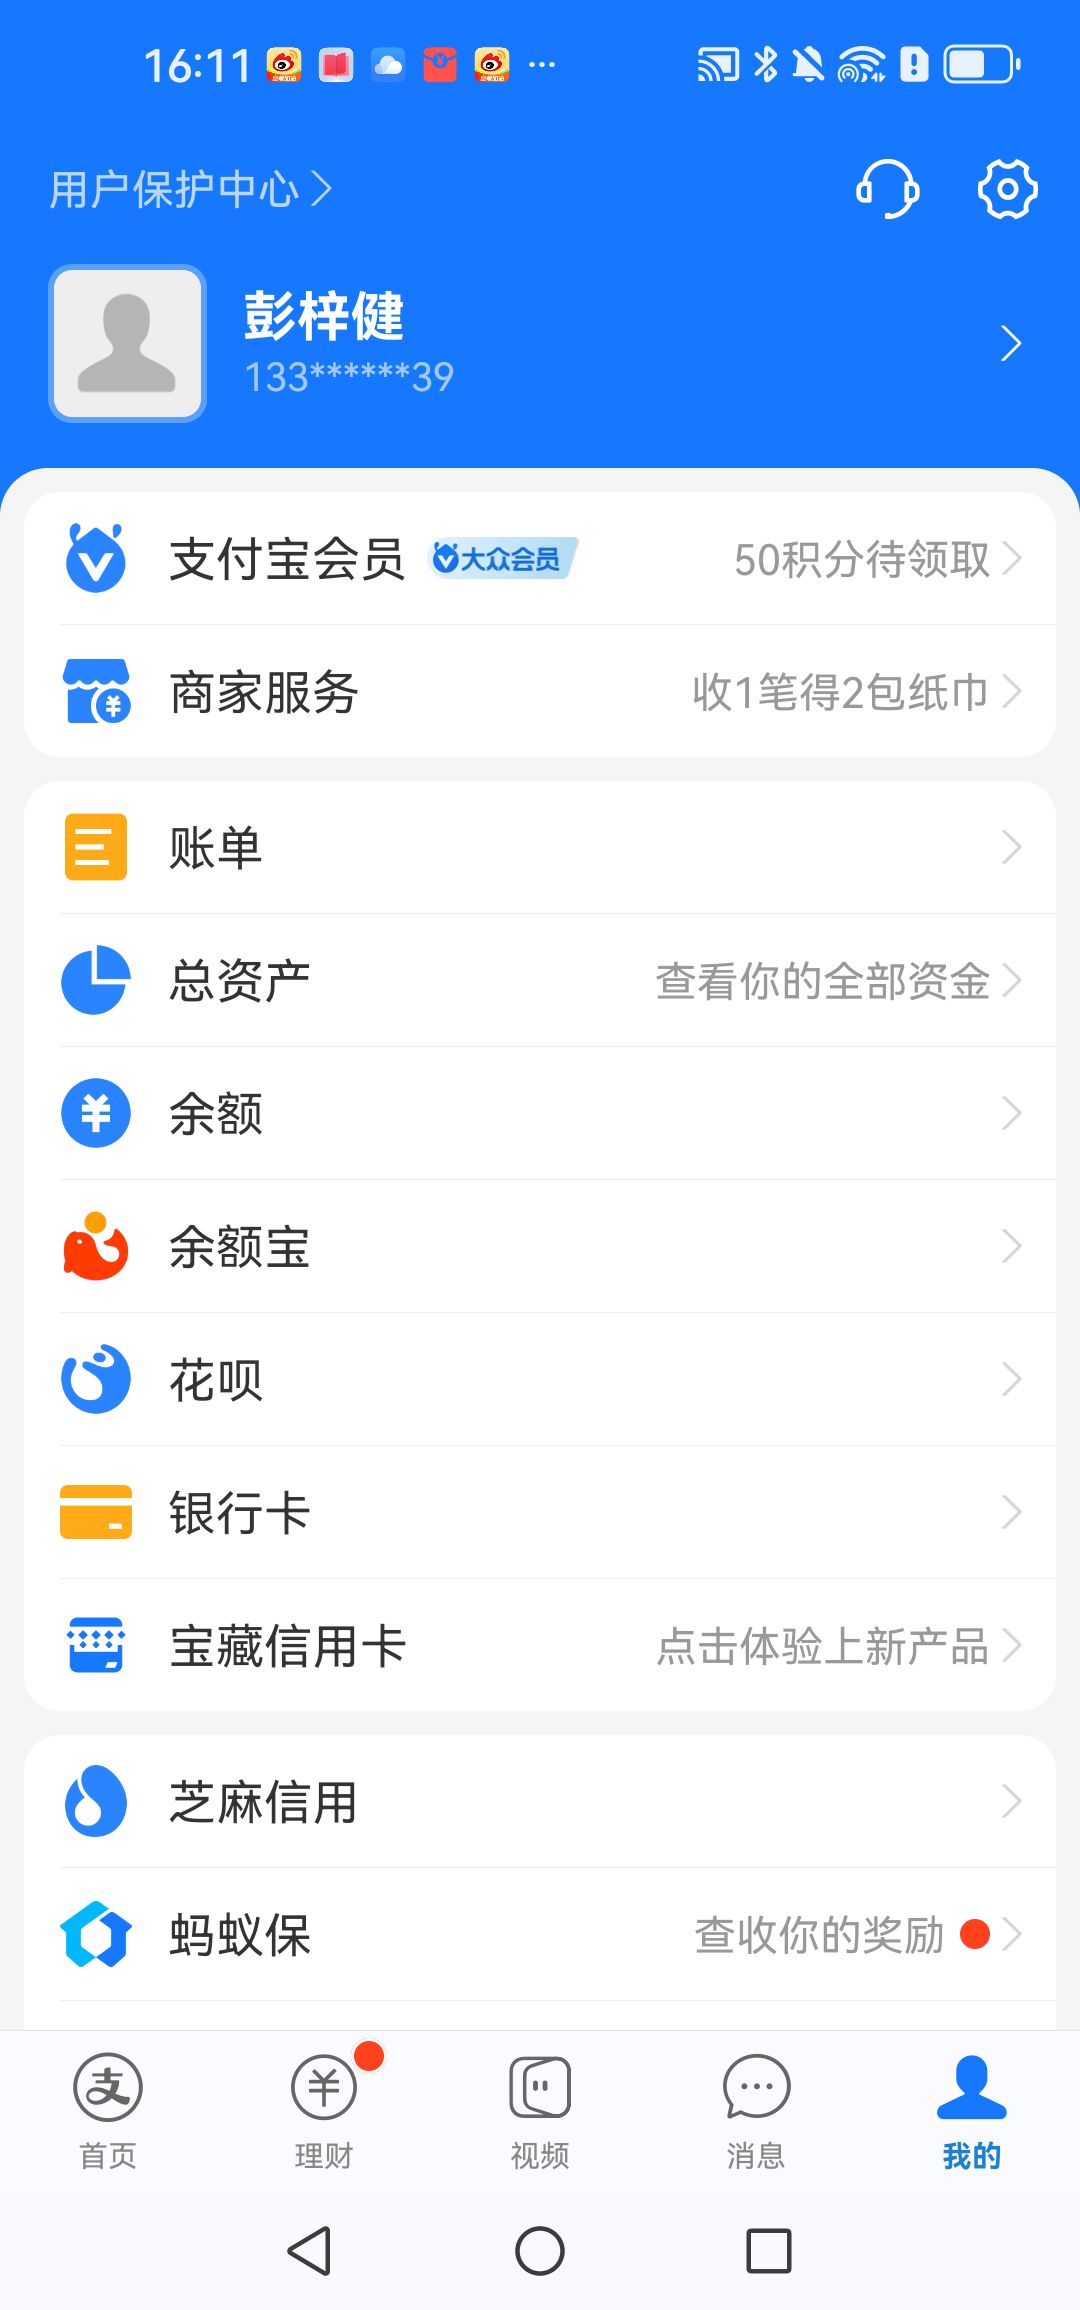 16:11
用户保护中心
彭梓健
133******39
支付宝会员 大众会员 50积分待领取
商家服务 收1笔得2包纸巾
账单
总资产 查看你的全部资金
余额
余额宝
花呗
银行卡
宝藏信用卡 点击体验上新产品
芝麻信用
蚂蚁保 查收你的奖励
首页 理财 视频 消息 我的